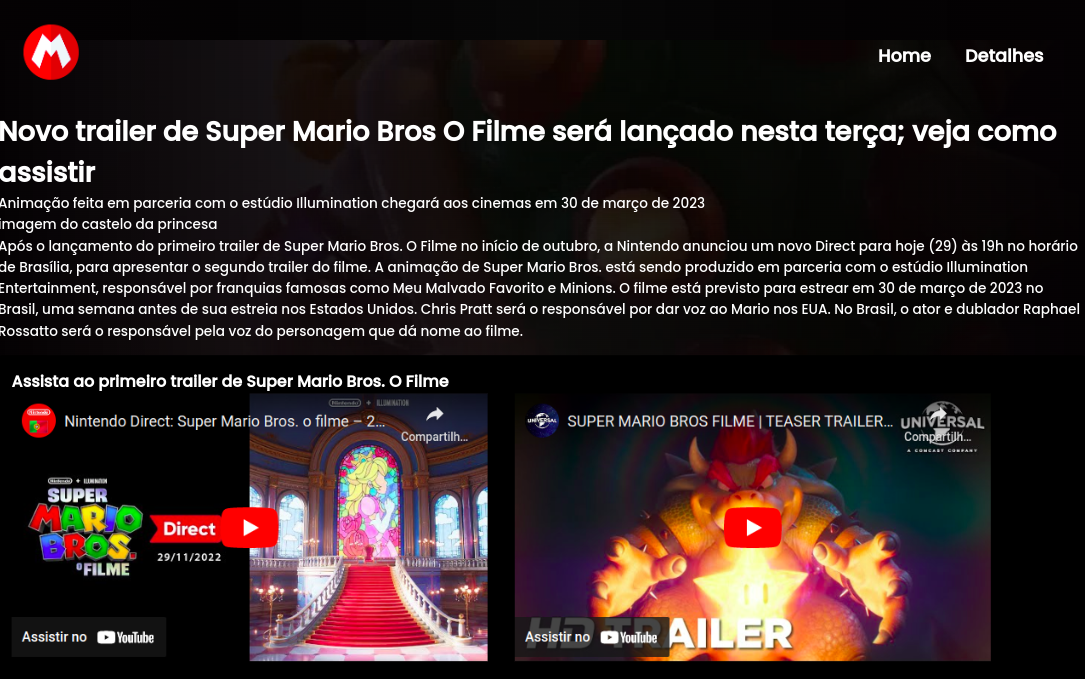 M
Home Detalhes
Novo trailer de Super Mario Bros O Filme será lançado nesta terça; veja como
assistir
Animação feita em parceria com o estúdio Illumination chegará aos cinemas em 30 de março de 2023
imagem do castelo da princesa
Após o lançamento do primeiro trailer de Super Mario Bros. O Filme no início de outubro, a Nintendo anunciou um novo Direct para hoje (29) às 19h no horário
de Brasília, para apresentar o segundo trailer do filme. A animação de Super Mario Bros. está sendo produzido em parceria com o estúdio Illumination
Entertainment, responsável por franquias famosas como Meu Malvado Favorito e Minions. O filme está previsto para estrear em 30 de março de 2023 no
Brasil, uma semana antes de sua estreia nos Estados Unidos. Chris Pratt será o responsável por dar voz ao Mario nos EUA. No Brasil, o ator e dublador Raphael
Rossatto será o responsável pela voz do personagem que dá nome ao filme.
Assista ao primeiro trailer de Super Mario Bros. O Filme
Nintendo + ILLUMINATION
Nintendo Direct: Super Mario Bros. o filme – 2...
Compartilh...
Nintendo + ILLUMINATION
SUPER
MARIO
BROS.
O FILME
Direct
29/11/2022
Assistir no YouTube
UNIVERSAL
SUPER MARIO BROS FILME | TEASER TRAILER...
Compartilh...
UNIVERSAL
A COMCAST COMPANY
HD TRAILER
Assistir no YouTube